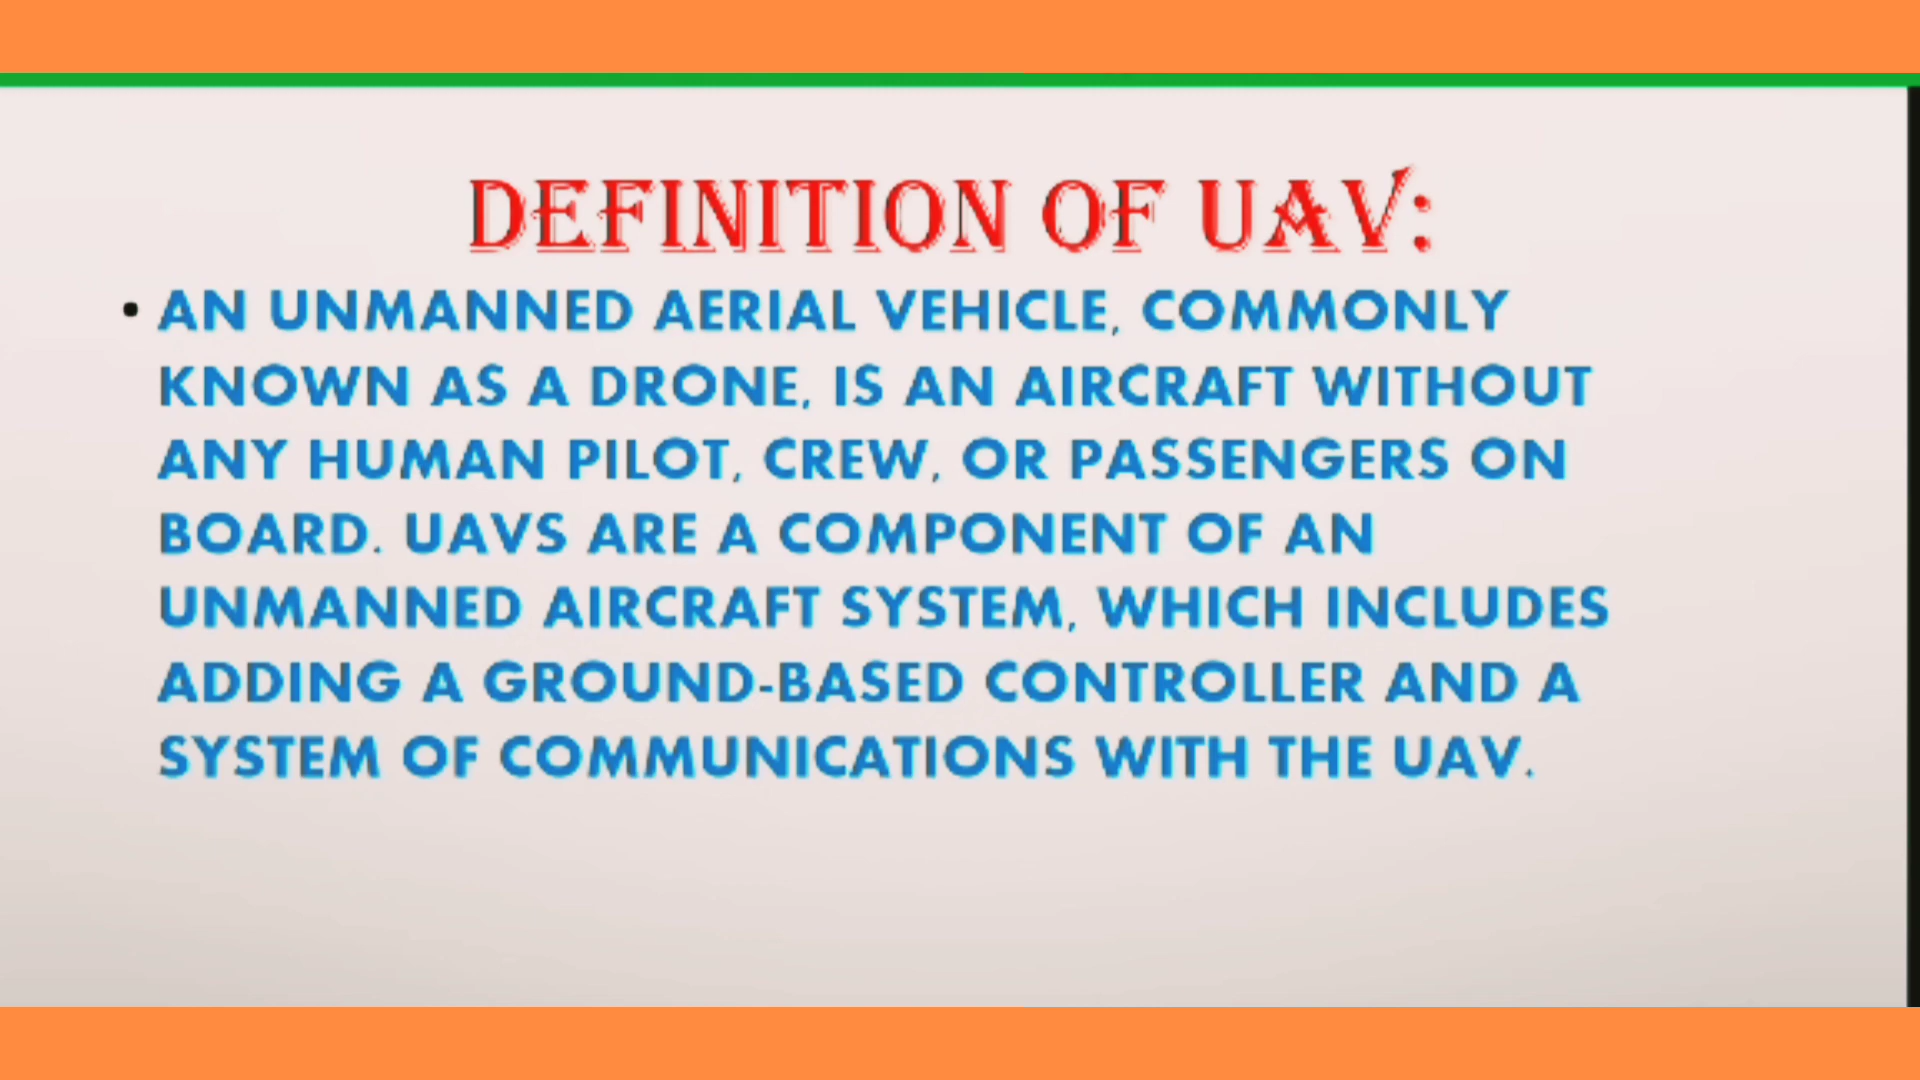 DEFINITION OF UAV:
• AN UNMANNED AERIAL VEHICLE, COMMONLY
KNOWN AS A DRONE, IS AN AIRCRAFT WITHOUT
ANY HUMAN PILOT, CREW, OR PASSENGERS ON
BOARD. UAVS ARE A COMPONENT OF AN
UNMANNED AIRCRAFT SYSTEM, WHICH INCLUDES
ADDING A GROUND-BASED CONTROLLER AND A
SYSTEM OF COMMUNICATIONS WITH THE UAV.